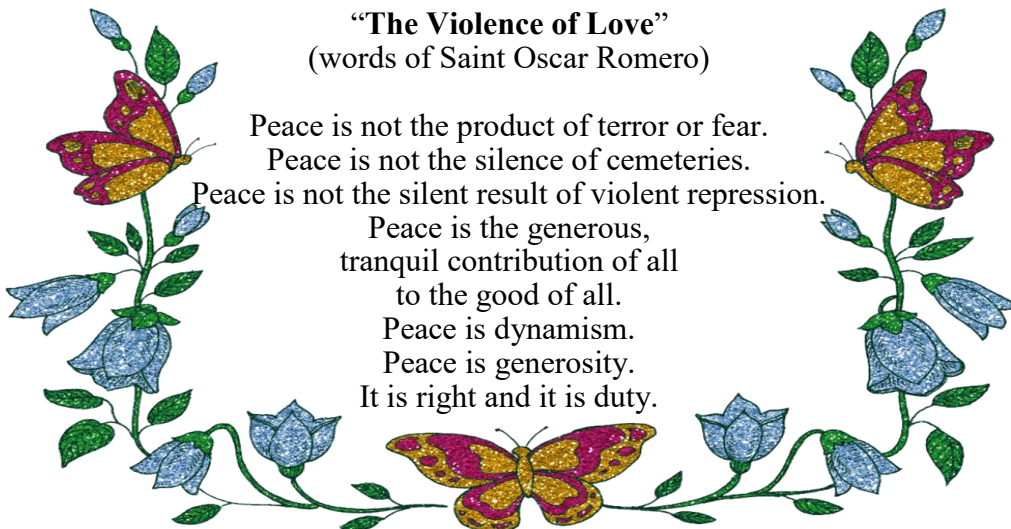 “The Violence of Love”
(words of Saint Oscar Romero)
Peace is not the product of terror or fear.
Peace is not the silence of cemeteries.
Peace is not the silent result of violent repression.
Peace is the generous,
tranquil contribution of all
to the good of all.
Peace is dynamism.
Peace is generosity.
It is right and it is duty.